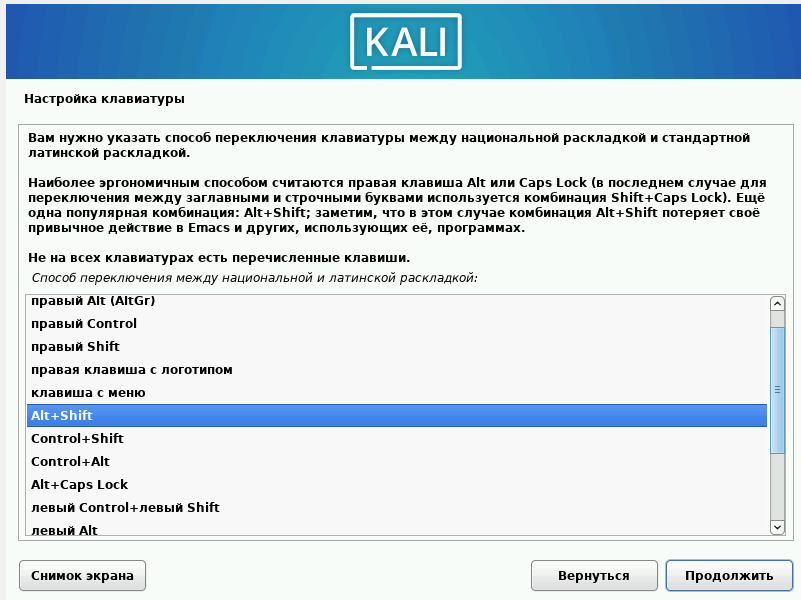 KALI
Настройка клавиатуры
Вам нужно указать способ переключения клавиатуры между национальной раскладкой и стандартной
латинской раскладкой.
Наиболее эргономичным способом считаются правая клавиша Alt или Caps Lock (в последнем случае для
переключения между заглавными и строчными буквами используется комбинация Shift+Caps Lock). Ещё
одна популярная комбинация: Alt+Shift; заметим, что в этом случае комбинация Alt+Shift потеряет своё
привычное действие в Emacs и других, использующих её, программах.
Не на всех клавиатурах есть перечисленные клавиши.
Способ переключения между национальной и латинской раскладкой:
правый Alt (AltGr)
правый Control
правый Shift
правая клавиша с логотипом
клавиша с меню
Alt+Shift
Control+Shift
Control+Alt
Alt+Caps Lock
левый Control+левый Shift
левый Alt
Снимок экрана
Вернуться
Продолжить